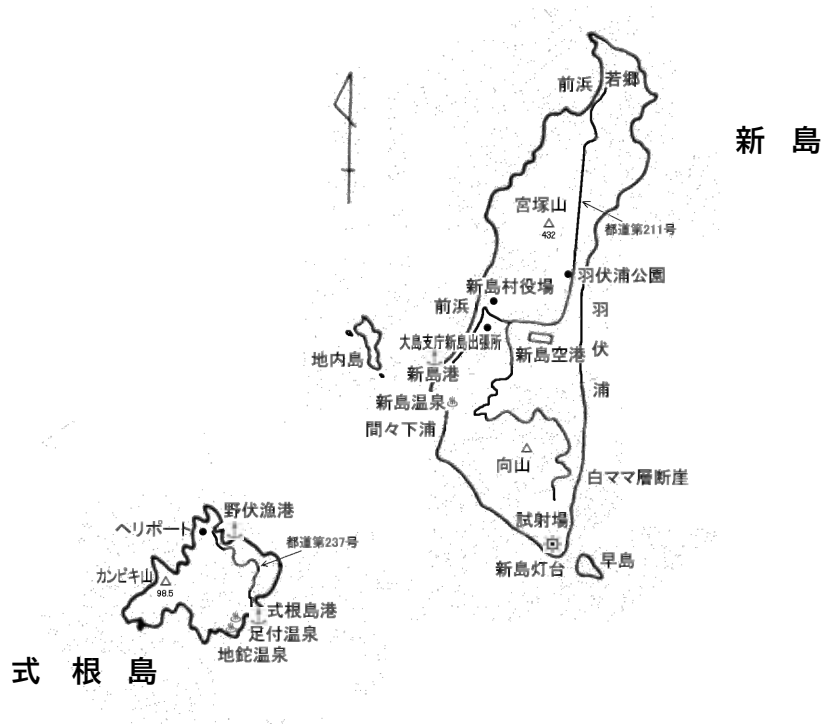 前浜
若郷
新島
宮塚山
432
都道第211号
羽伏浦公園
新島村役場
前浜
羽伏浦
大島支庁新島出張所
新島空港
地内島
新島港
新島温泉
間々下浦
向山
白ママ層断崖
野伏漁港
試射場
ヘリポート
都道第237号
新島灯台
早島
カンビキ山
98.5
式根島港
足付温泉
地鉈温泉
式根島